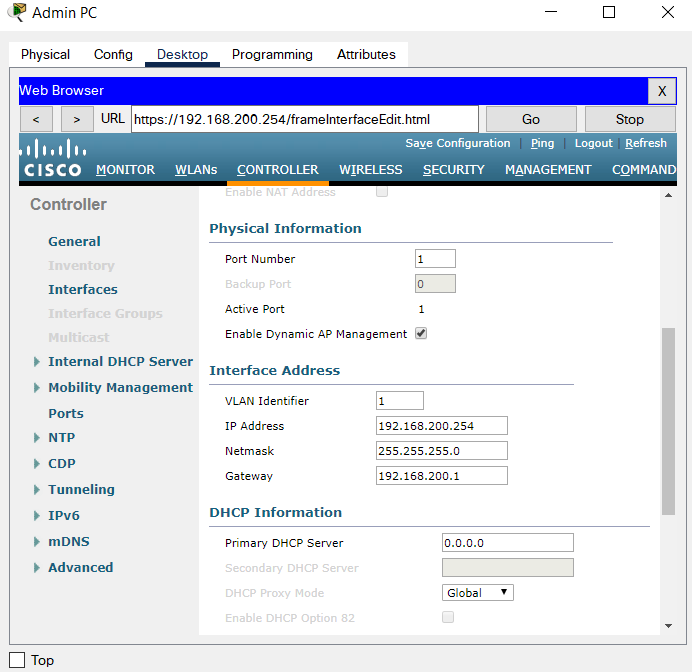 Admin PC
Physical Config Desktop Programming Attributes
Web Browser X
< > URL https://192.168.200.254/frameInterfaceEdit.html Go Stop
Save Configuration | Ping | Logout | Refresh
CISCO MONITOR WLANs CONTROLLER WIRELESS SECURITY MANAGEMENT COMMAND
Controller
General
Inventory
Interfaces
Interface Groups
Multicast
Internal DHCP Server
Mobility Management
Ports
NTP
CDP
Tunneling
IPv6
mDNS
Advanced
Enable NAT Address
Physical Information
Port Number 1
Backup Port 0
Active Port 1
Enable Dynamic AP Management
Interface Address
VLAN Identifier 1
IP Address 192.168.200.254
Netmask 255.255.255.0
Gateway 192.168.200.1
DHCP Information
Primary DHCP Server 0.0.0.0
Secondary DHCP Server
DHCP Proxy Mode Global
Enable DHCP Option 82
Top